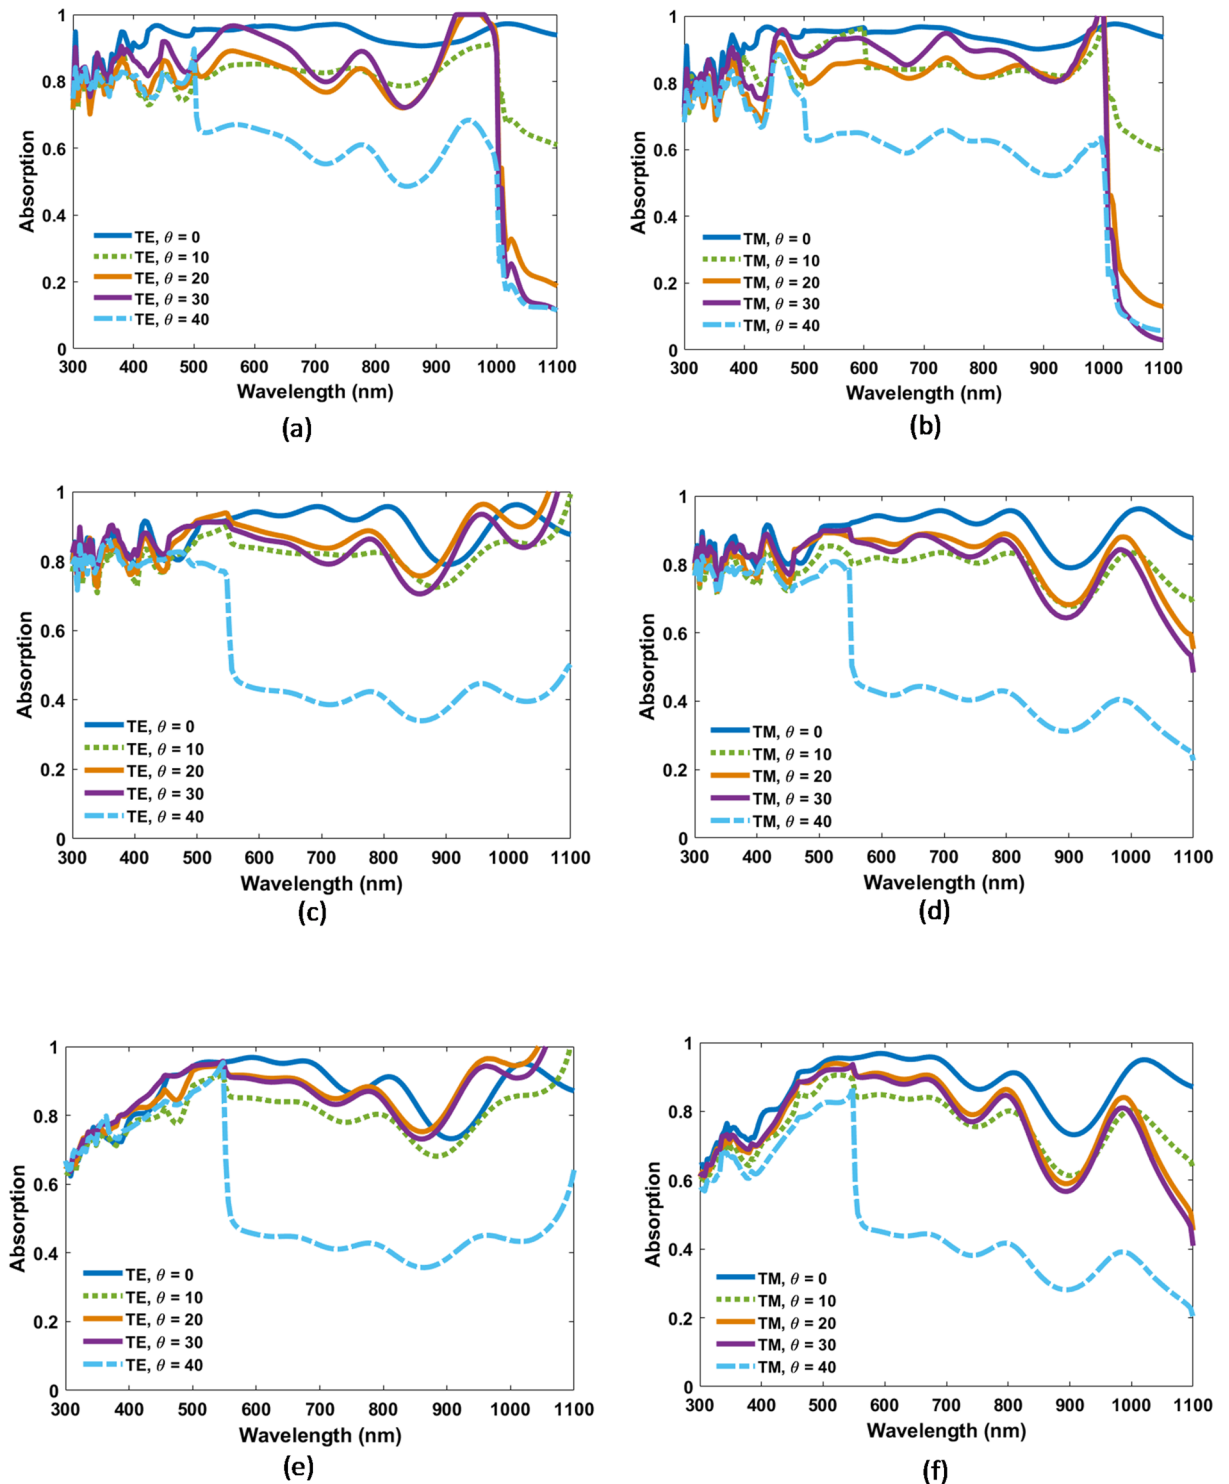 1
0.8
0.6
0.4
0.2
0
Absorption
TE, θ = 0
TE, θ = 10
TE, θ = 20
TE, θ = 30
TE, θ = 40
300 400 500 600 700 800 900 1000 1100
Wavelength (nm)
(a)
1
0.8
0.6
0.4
0.2
0
Absorption
TM, θ = 0
TM, θ = 10
TM, θ = 20
TM, θ = 30
TM, θ = 40
300 400 500 600 700 800 900 1000 1100
Wavelength (nm)
(b)
1
0.8
0.6
0.4
0.2
0
Absorption
TE, θ = 0
TE, θ = 10
TE, θ = 20
TE, θ = 30
TE, θ = 40
300 400 500 600 700 800 900 1000 1100
Wavelength (nm)
(c)
1
0.8
0.6
0.4
0.2
0
Absorption
TM, θ = 0
TM, θ = 10
TM, θ = 20
TM, θ = 30
TM, θ = 40
300 400 500 600 700 800 900 1000 1100
Wavelength (nm)
(d)
1
0.8
0.6
0.4
0.2
0
Absorption
TE, θ = 0
TE, θ = 10
TE, θ = 20
TE, θ = 30
TE, θ = 40
300 400 500 600 700 800 900 1000 1100
Wavelength (nm)
(e)
1
0.8
0.6
0.4
0.2
0
Absorption
TM, θ = 0
TM, θ = 10
TM, θ = 20
TM, θ = 30
TM, θ = 40
300 400 500 600 700 800 900 1000 1100
Wavelength (nm)
(f)